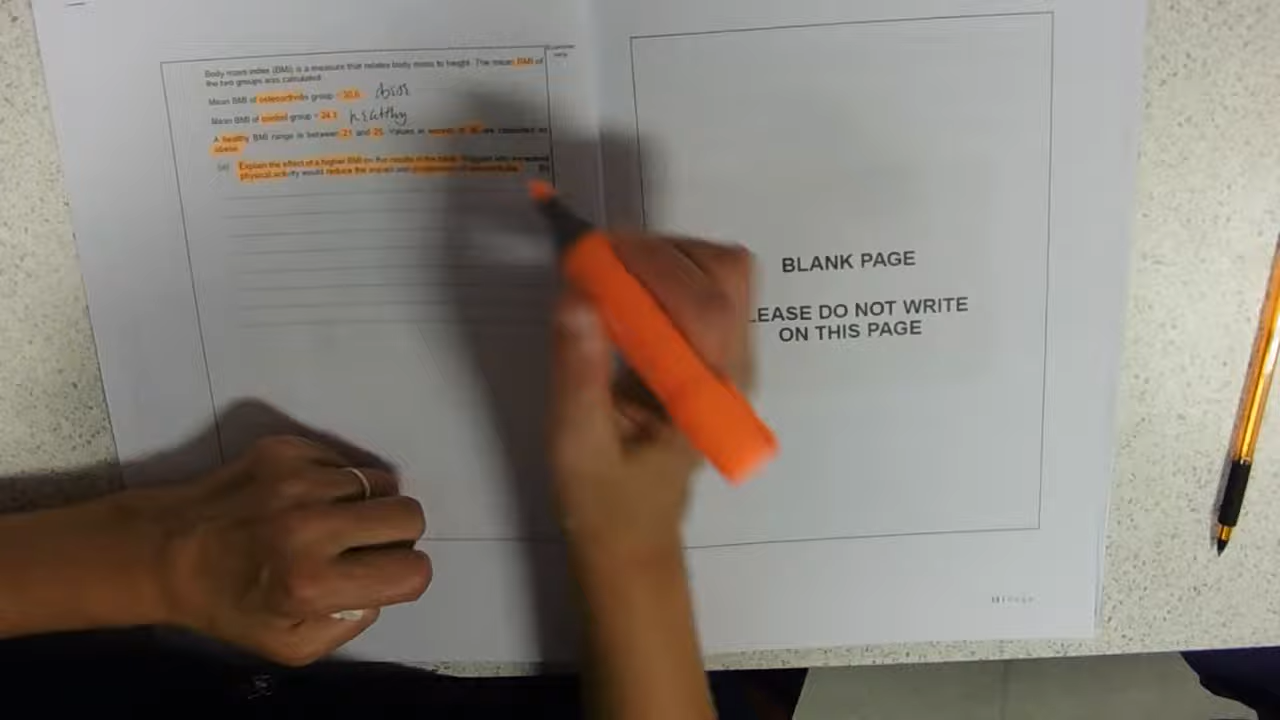 Examiner
only
Body mass index (BMI) is a measure that relates body mass to height. The mean BMI of
the two groups was calculated
Mean BMI of osteoarthritis group = 30.6 obese
Mean BMI of control group = 24.3 healthy
A healthy BMI range is between 21 and 25. Values in excess of 30 are considered as
obese.
Explain the effect of a higher BMI on the results in the table. Suggest why increased
physical activity would reduce the impact and
BLANK PAGE
LEASE DO NOT WRITE
ON THIS PAGE